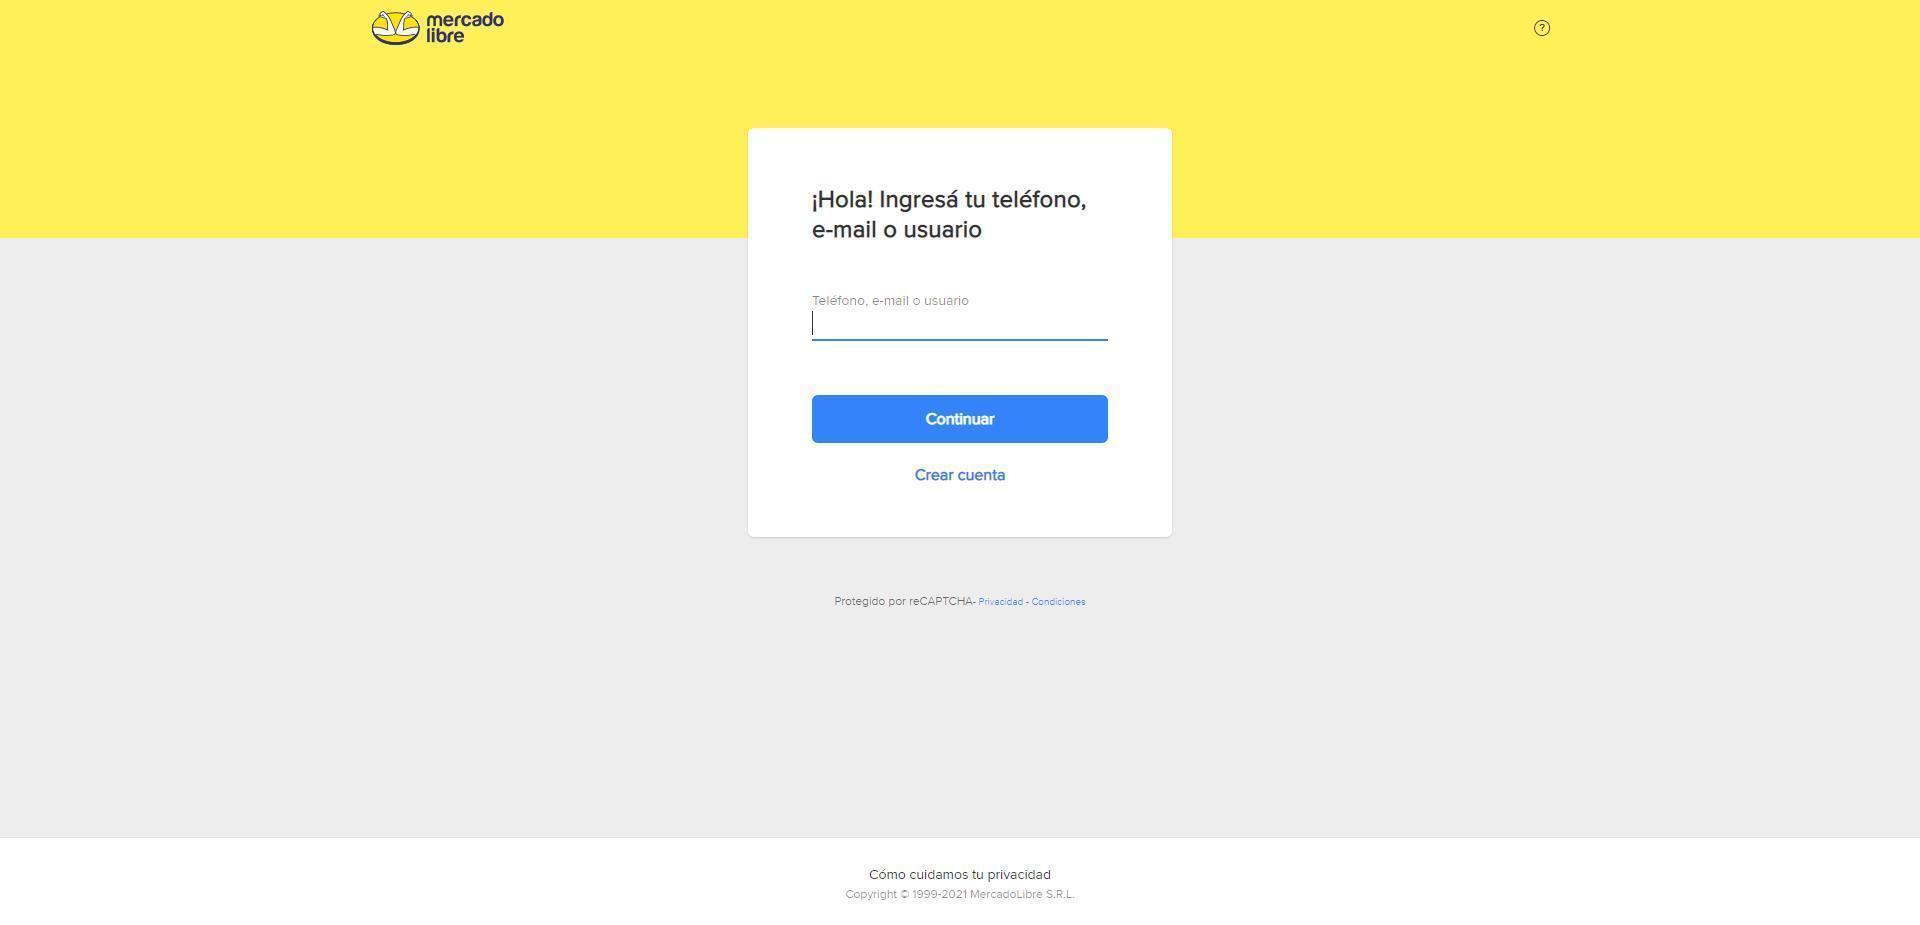 mercado
libre
?
¡Hola! Ingresá tu teléfono,
e-mail o usuario
Teléfono, e-mail o usuario
Continuar
Crear cuenta
Protegido por reCAPTCHA- Privacidad - Condiciones
Cómo cuidamos tu privacidad
Copyright © 1999-2021 MercadoLibre S.R.L.